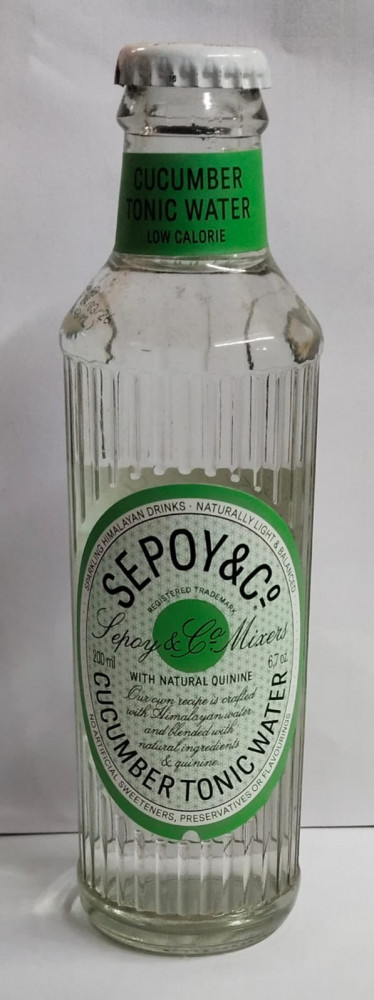 CUCUMBER
TONIC WATER
LOW CALORIE
SPARKLING HIMALAYAN DRINKS · NATURALLY LIGHT & BALANCED
SEPOY&Cº
REGISTERED TRADEMARK
Sepoy & Cº Mixers
200 ml
6.7 oz
WITH NATURAL QUININE
Our own recipe is crafted
with Himalayan water
and blended with
natural ingredients
& quinine.
CUCUMBER TONIC WATER
NO ARTIFICIAL SWEETENERS, PRESERVATIVES OR FLAVOURINGS